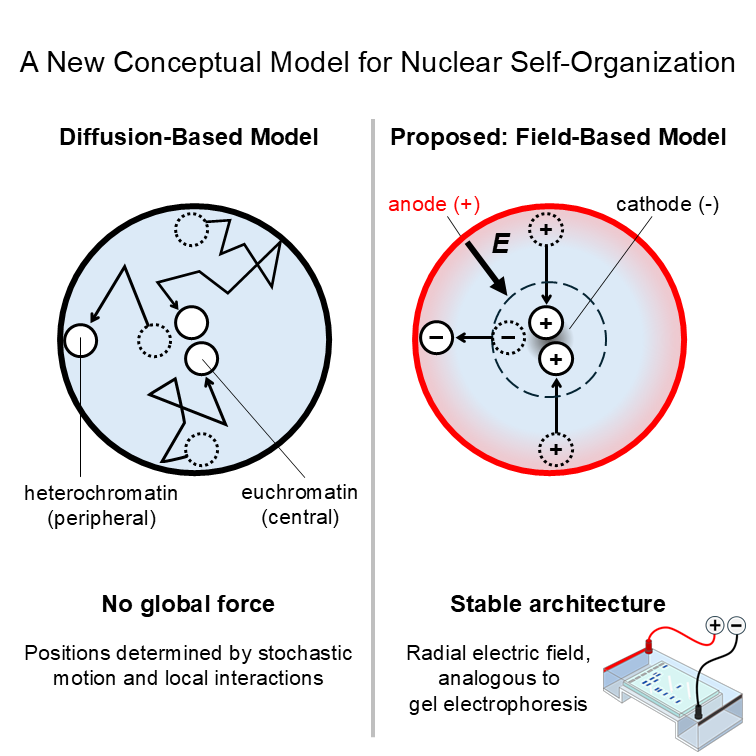 A New Conceptual Model for Nuclear Self-Organization
Diffusion-Based Model
heterochromatin
(peripheral)
euchromatin
(central)
No global force
Positions determined by stochastic
motion and local interactions
Proposed: Field-Based Model
anode (+)
cathode (-)
E
+
+
−
−
+
+
Stable architecture
Radial electric field,
analogous to
gel electrophoresis
+ −